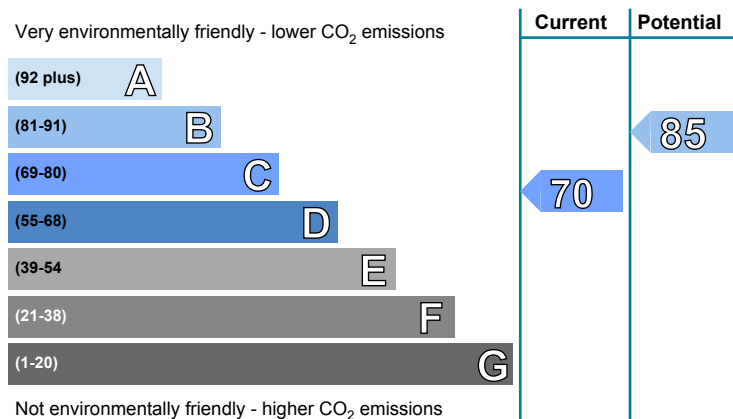 Current Potential
Very environmentally friendly - lower CO2 emissions
(92 plus) A
(81-91) B
85
(69-80) C
70
(55-68) D
(39-54 E
(21-38) F
(1-20) G
Not environmentally friendly - higher CO2 emissions